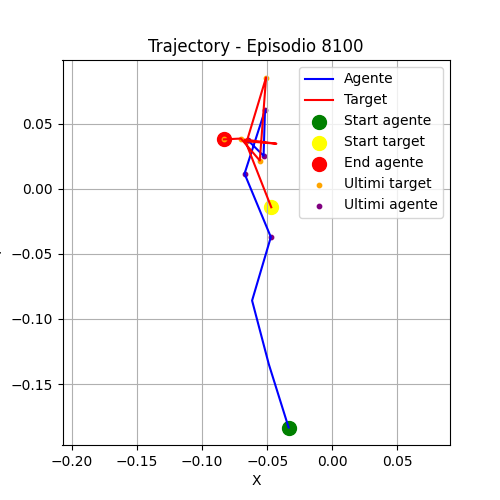 Trajectory - Episodio 8100
Agente
Target
Start agente
Start target
End agente
Ultimi target
Ultimi agente
0.05
0.00
−0.05
−0.10
−0.15
−0.20 −0.15 −0.10 −0.05 0.00 0.05
X